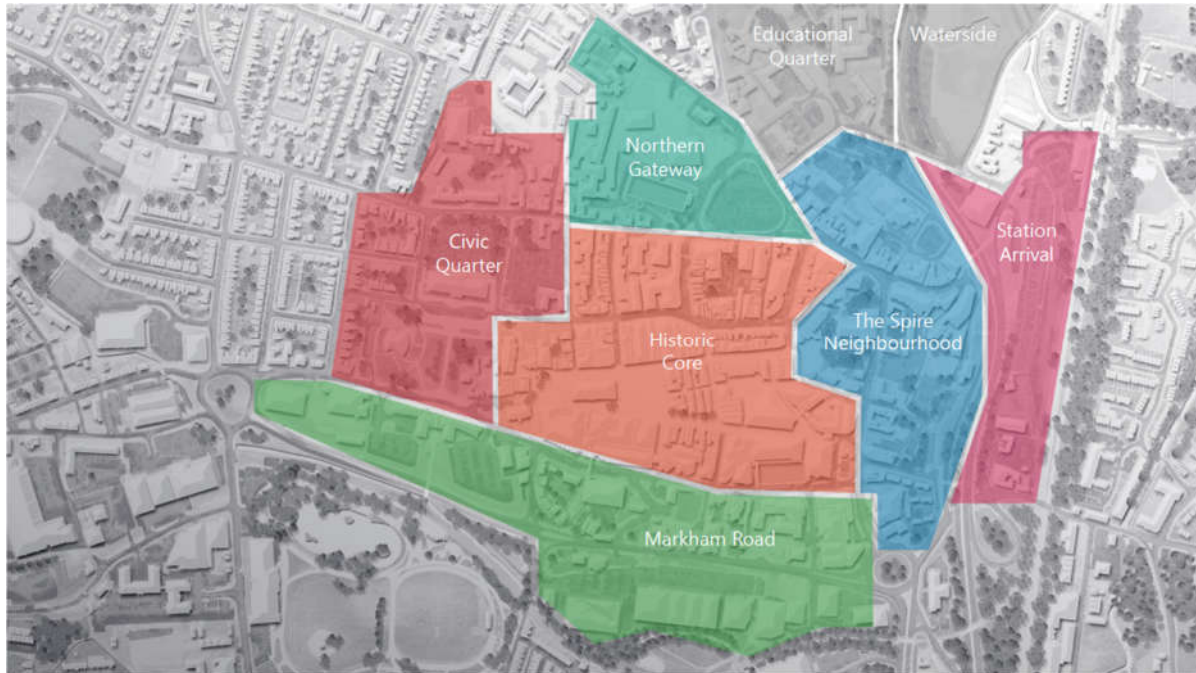 Educational
Quarter
Waterside
Northern
Gateway
Civic
Quarter
Station
Arrival
The Spire
Neighbourhood
Historic
Core
Markham Road